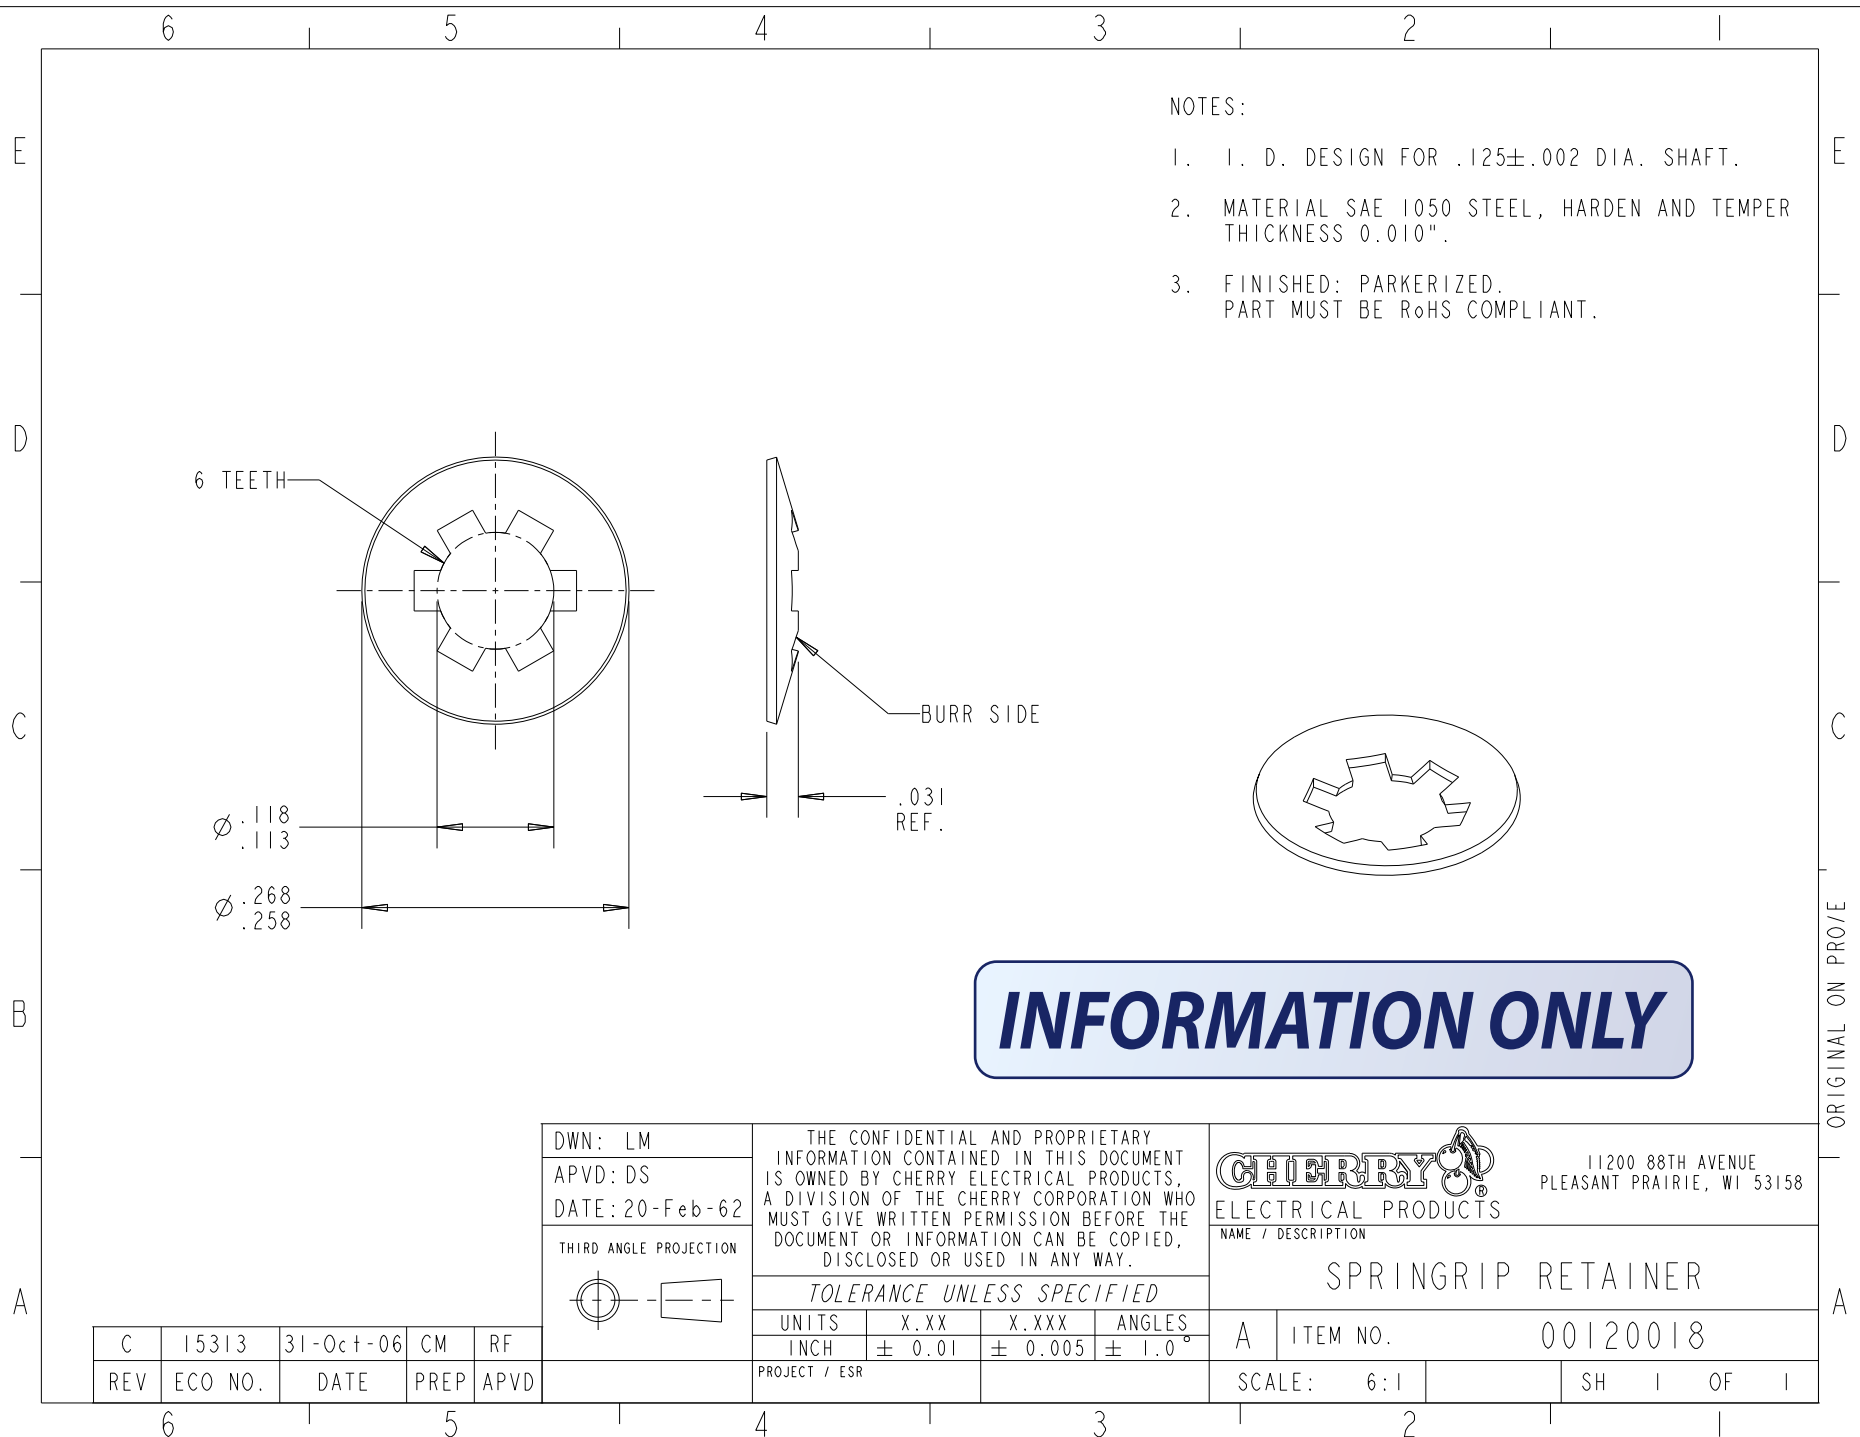 6 5 4 3 2 1
NOTES:
1. I. D. DESIGN FOR .125±.002 DIA. SHAFT.
2. MATERIAL SAE 1050 STEEL, HARDEN AND TEMPER
THICKNESS 0.010".
3. FINISHED: PARKERIZED.
PART MUST BE RoHS COMPLIANT.
E E
D D
6 TEETH
C C
BURR SIDE
.031
REF.
Ø .118
.113
Ø .268
.258
B
INFORMATION ONLY
ORIGINAL ON PRO/E
A A
DWN: LM
APVD: DS
DATE: 20-Feb-62
THIRD ANGLE PROJECTION
THE CONFIDENTIAL AND PROPRIETARY
INFORMATION CONTAINED IN THIS DOCUMENT
IS OWNED BY CHERRY ELECTRICAL PRODUCTS,
A DIVISION OF THE CHERRY CORPORATION WHO
MUST GIVE WRITTEN PERMISSION BEFORE THE
DOCUMENT OR INFORMATION CAN BE COPIED,
DISCLOSED OR USED IN ANY WAY.
TOLERANCE UNLESS SPECIFIED
UNITS X.XX X.XXX ANGLES
INCH ± 0.01 ± 0.005 ± 1.0°
PROJECT / ESR
CHERRY ®
ELECTRICAL PRODUCTS
11200 88TH AVENUE
PLEASANT PRAIRIE, WI 53158
NAME / DESCRIPTION
SPRINGRIP RETAINER
A ITEM NO. 00120018
SCALE: 6:1 SH 1 OF 1
C 15313 31-Oct-06 CM RF
REV ECO NO. DATE PREP APVD
6 5 4 3 2 1